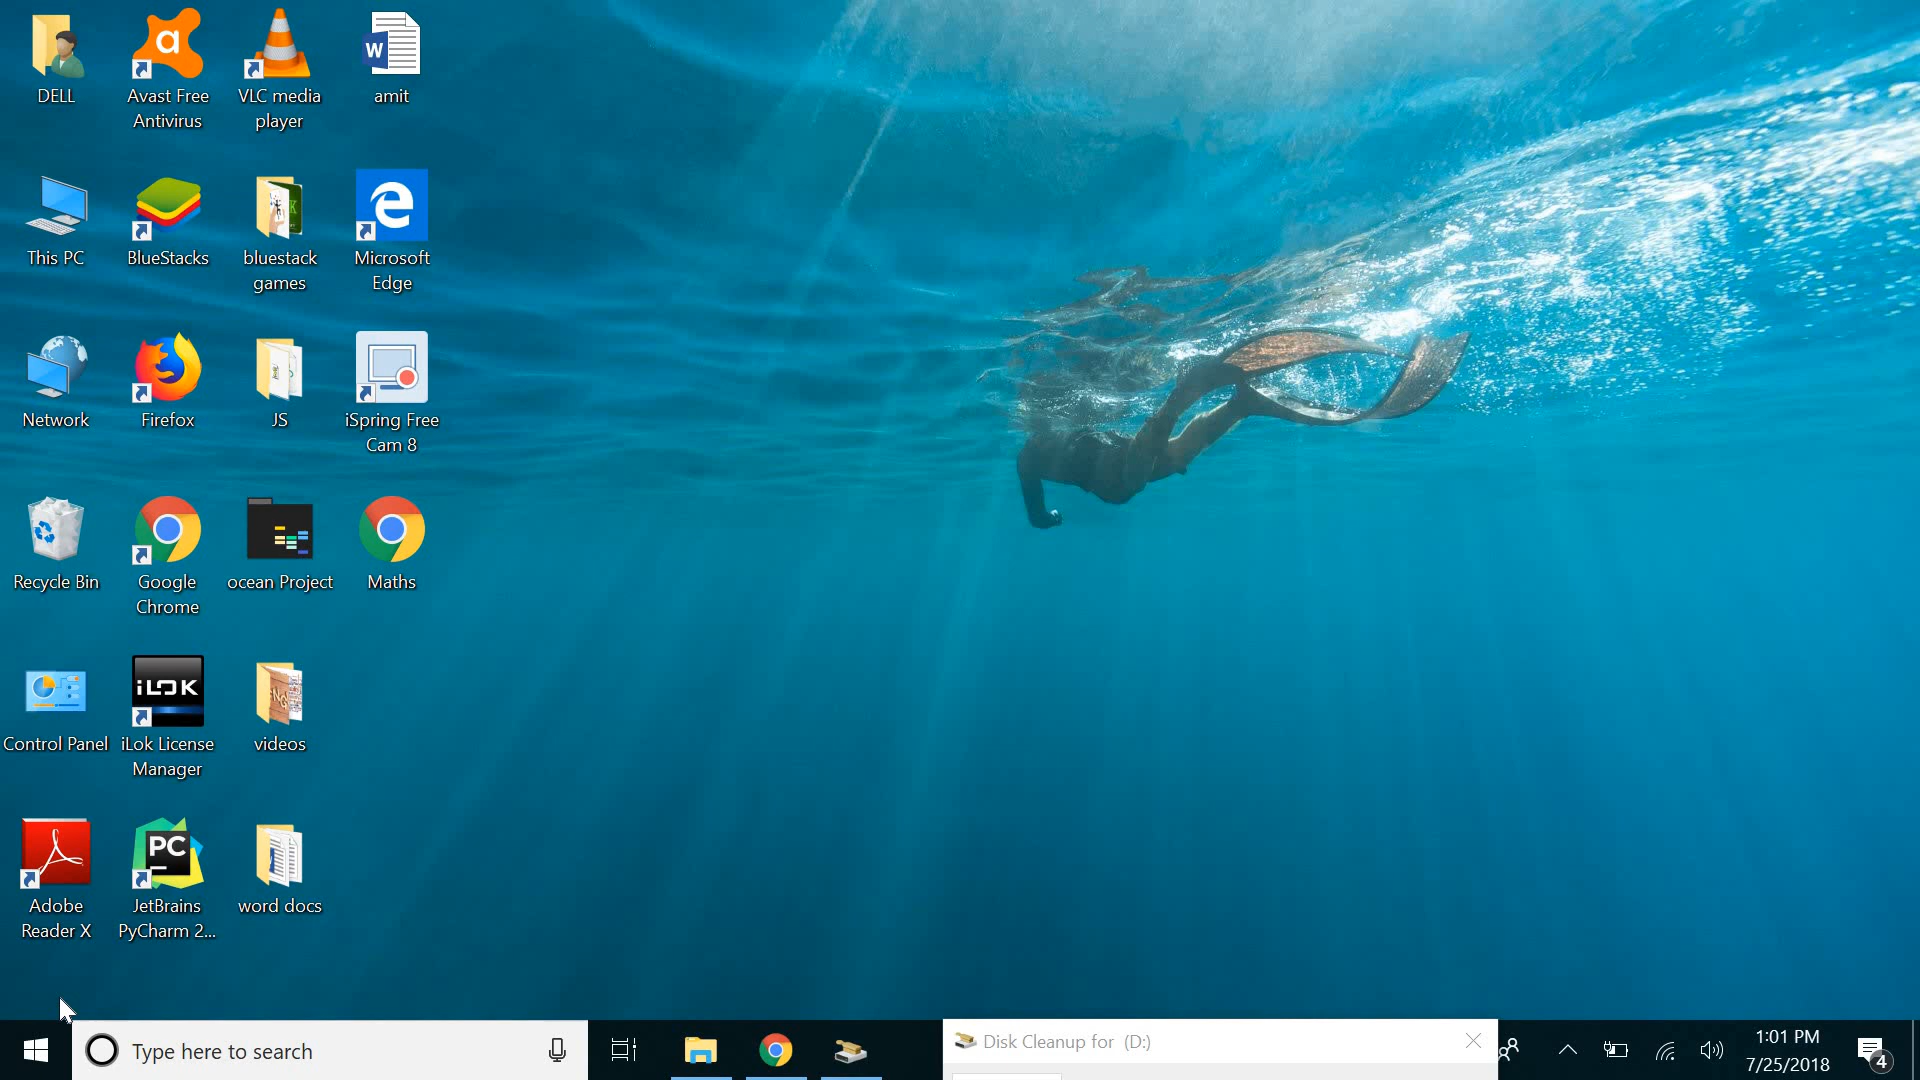 DELL
Avast Free
Antivirus
VLC media
player
amit
This PC
BlueStacks
bluestack
games
Microsoft
Edge
Network
Firefox
JS
iSpring Free
Cam 8
Recycle Bin
Google
Chrome
ocean Project
Maths
Control Panel
iLOK
iLok License
Manager
videos
Adobe
Reader X
PC
JetBrains
PyCharm 2...
word docs
Type here to search
Disk Cleanup for (D:)
1:01 PM
7/25/2018
4